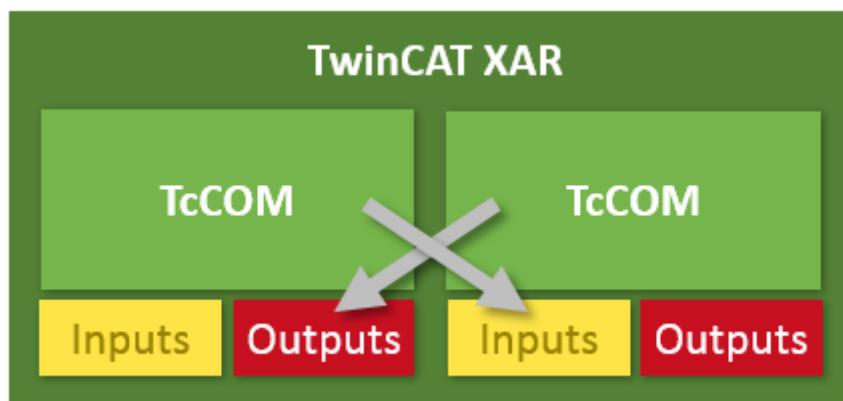 TwinCAT XAR
TcCOM
TcCOM
Inputs
Outputs
Inputs
Outputs